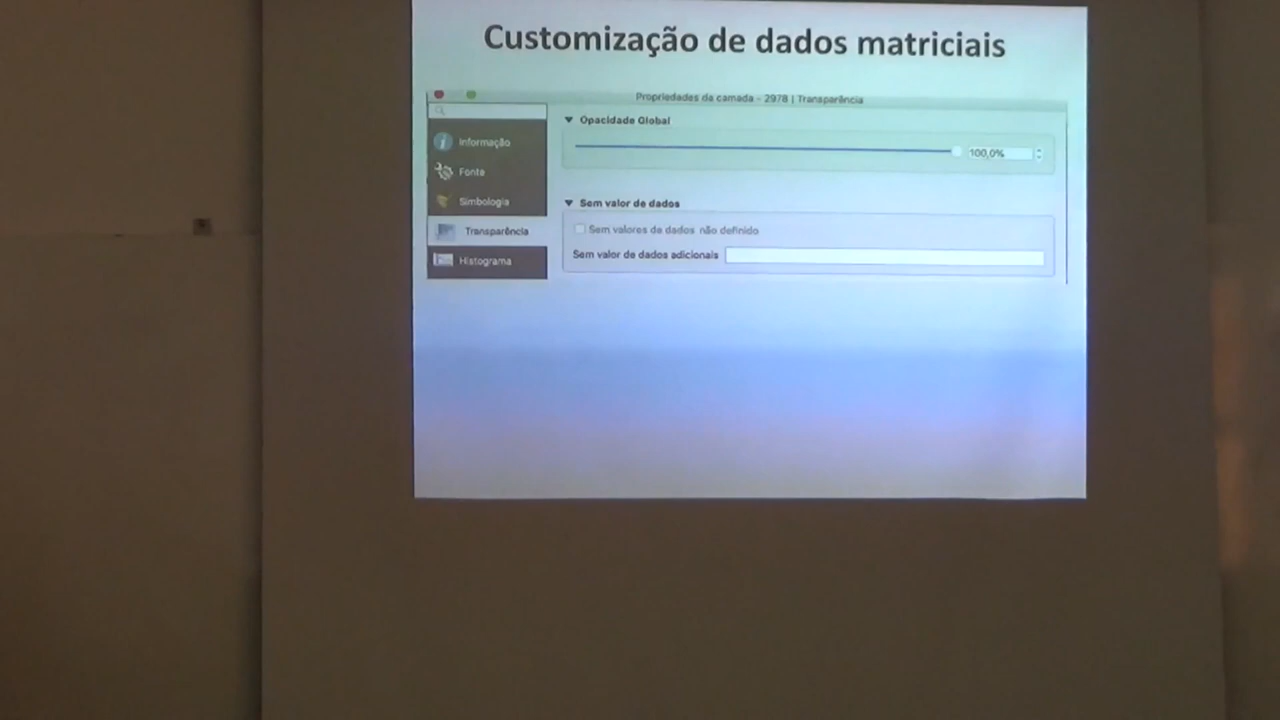 Customização de dados matriciais
Propriedades da camada - 2978 | Transparência
Informação
Fonte
Simbologia
Transparência
Histograma
Opacidade Global
100,0%
Sem valor de dados
Sem valores de dados não definido
Sem valor de dados adicionais